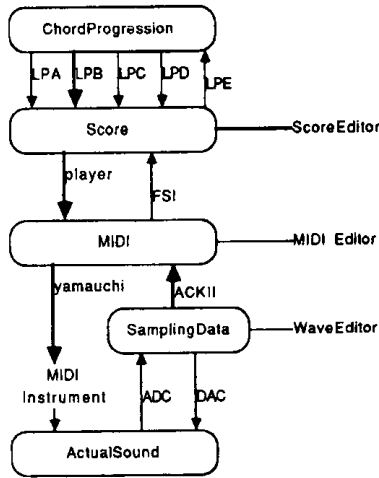 ChordProgression
LPA LPB LPC LPD LPE
Score ScoreEditor
player FSI
MIDI MIDI Editor
yamauchi ACKII
SamplingData WaveEditor
MIDI
Instrument ADC DAC
ActualSound